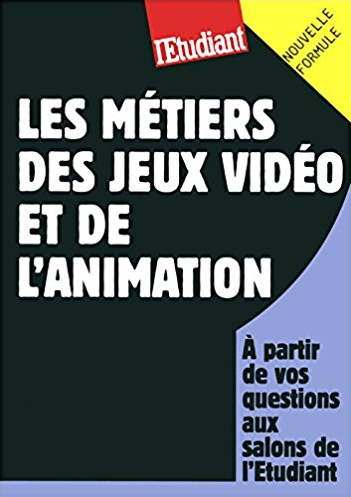 l'Etudiant
NOUVELLE
FORMULE
LES MÉTIERS
DES JEUX VIDÉO
ET DE
L'ANIMATION
À partir
de vos
questions
aux
salons de
l'Etudiant